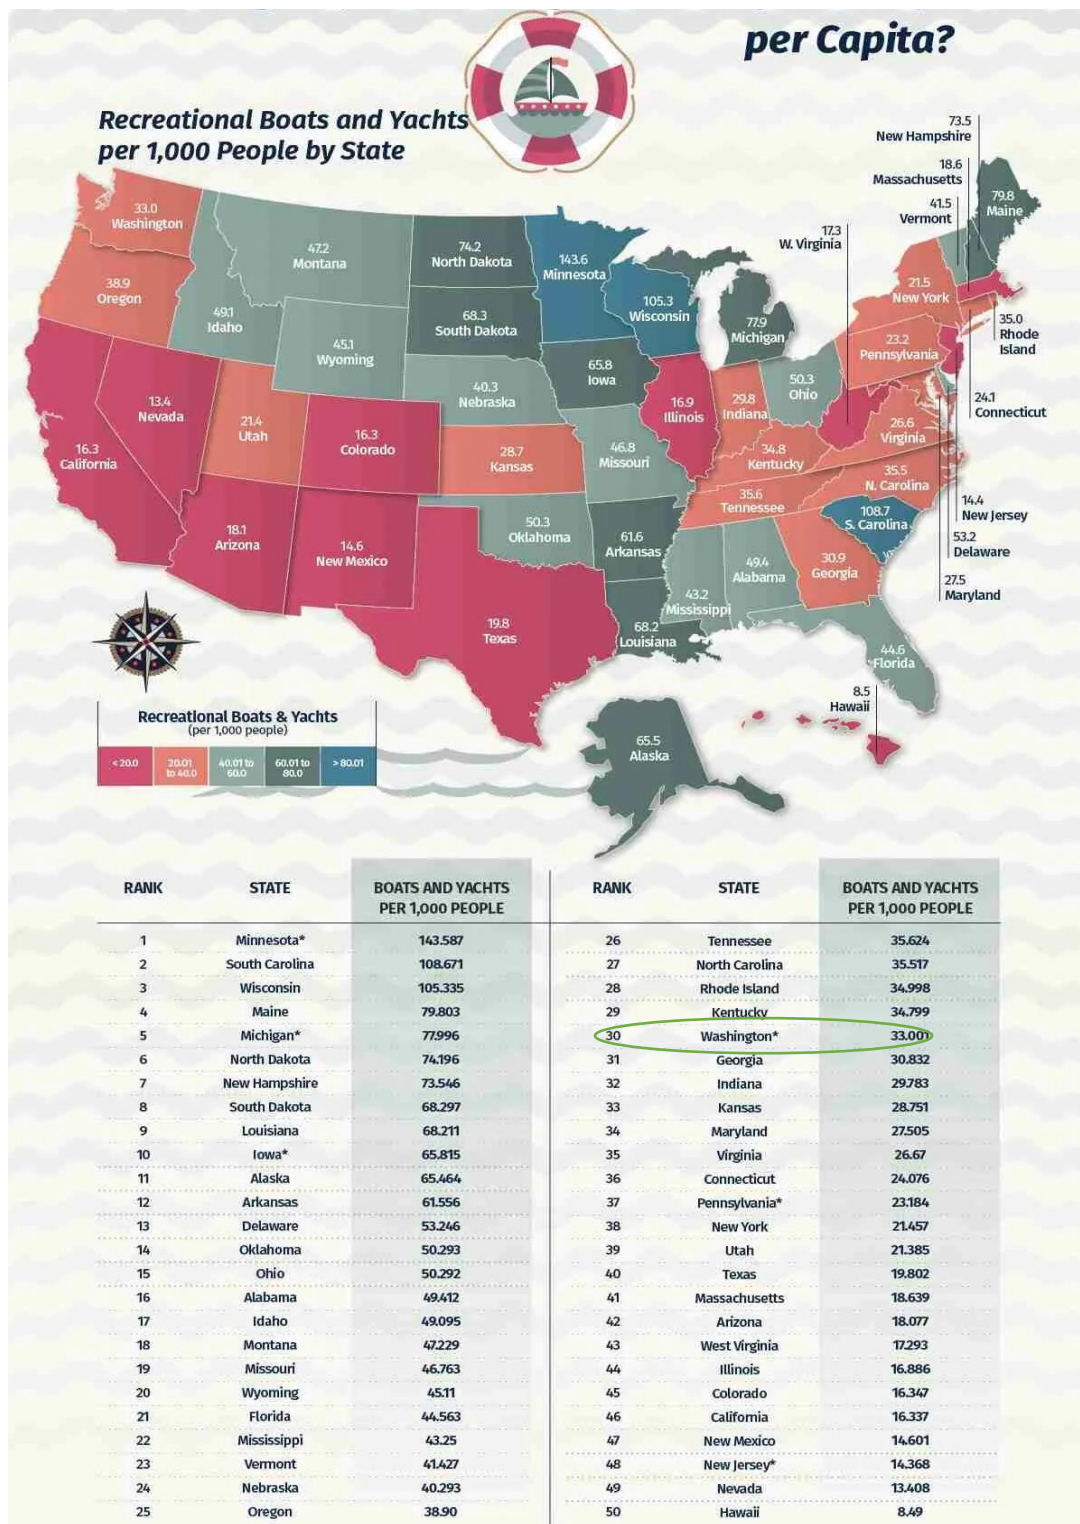 per Capita?
Recreational Boats and Yachts
per 1,000 People by State
73.5
New Hampshire
18.6
Massachusetts
41.5
Vermont
17.3
W. Virginia
79.8
Maine
33.0
Washington
47.2
Montana
74.2
North Dakota
143.6
Minnesota
38.9
Oregon
49.1
Idaho
68.3
South Dakota
105.3
Wisconsin
77.9
Michigan
21.5
New York
35.0
Rhode
Island
45.1
Wyoming
23.2
Pennsylvania
65.8
Iowa
50.3
Ohio
40.3
Nebraska
13.4
Nevada
21.4
Utah
16.3
Colorado
16.9
Illinois
29.8
Indiana
24.1
Connecticut
26.6
Virginia
16.3
California
28.7
Kansas
46.8
Missouri
34.8
Kentucky
35.5
N. Carolina
35.6
Tennessee
14.4
New Jersey
18.1
Arizona
14.6
New Mexico
50.3
Oklahoma
61.6
Arkansas
108.7
S. Carolina
53.2
Delaware
49.4
Alabama
30.9
Georgia
27.5
Maryland
43.2
Mississippi
19.8
Texas
68.2
Louisiana
44.6
Florida
8.5
Hawaii
65.5
Alaska
Recreational Boats & Yachts
(per 1,000 people)
< 20.0
20.01
to 40.0
40.01 to
60.0
60.01 to
80.0
> 80.01
RANK STATE BOATS AND YACHTS
PER 1,000 PEOPLE
1 Minnesota* 143.587
2 South Carolina 108.671
3 Wisconsin 105.335
4 Maine 79.803
5 Michigan* 77.996
6 North Dakota 74.196
7 New Hampshire 73.546
8 South Dakota 68.297
9 Louisiana 68.211
10 Iowa* 65.815
11 Alaska 65.464
12 Arkansas 61.556
13 Delaware 53.246
14 Oklahoma 50.293
15 Ohio 50.292
16 Alabama 49.412
17 Idaho 49.095
18 Montana 47.229
19 Missouri 46.763
20 Wyoming 45.11
21 Florida 44.563
22 Mississippi 43.25
23 Vermont 41.427
24 Nebraska 40.293
25 Oregon 38.90
RANK STATE BOATS AND YACHTS
PER 1,000 PEOPLE
26 Tennessee 35.624
27 North Carolina 35.517
28 Rhode Island 34.998
29 Kentucky 34.799
30 Washington* 33.001
31 Georgia 30.832
32 Indiana 29.783
33 Kansas 28.751
34 Maryland 27.505
35 Virginia 26.67
36 Connecticut 24.076
37 Pennsylvania* 23.184
38 New York 21.457
39 Utah 21.385
40 Texas 19.802
41 Massachusetts 18.639
42 Arizona 18.077
43 West Virginia 17.293
44 Illinois 16.886
45 Colorado 16.347
46 California 16.337
47 New Mexico 14.601
48 New Jersey* 14.368
49 Nevada 13.408
50 Hawaii 8.49